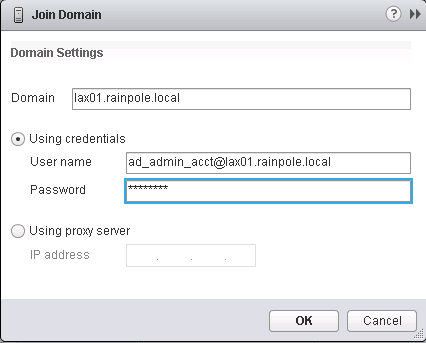 Join Domain
Domain Settings
Domain lax01.rainpole.local
Using credentials
User name ad_admin_acct@lax01.rainpole.local
Password ********
Using proxy server
IP address . . .
OK Cancel